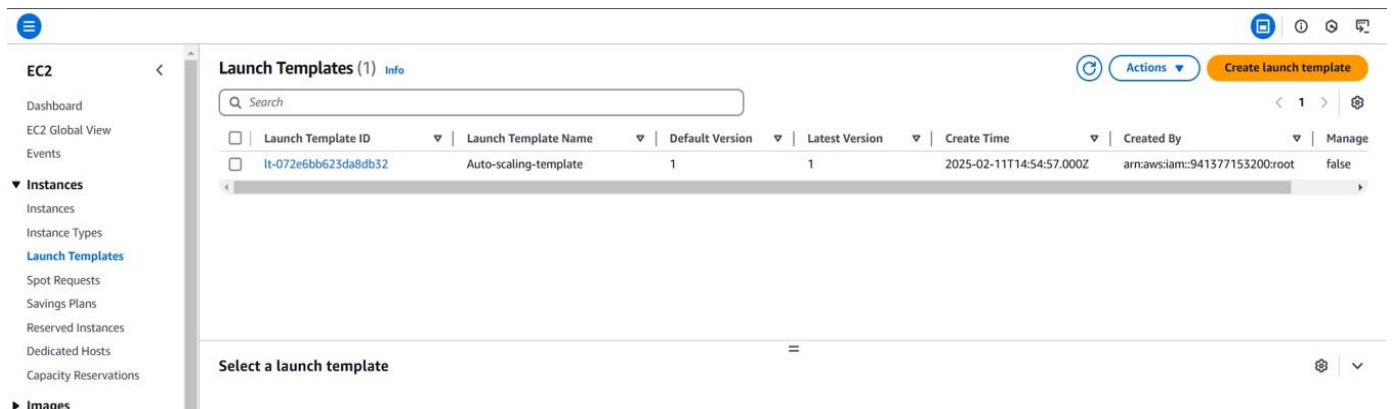 EC2
Dashboard
EC2 Global View
Events
Instances
Instances
Instance Types
Launch Templates
Spot Requests
Savings Plans
Reserved Instances
Dedicated Hosts
Capacity Reservations
Images
Launch Templates (1) Info
Actions
Create launch template
Search
1
Launch Template ID Launch Template Name Default Version Latest Version Create Time Created By Manage
lt-072e6bb623da8db32 Auto-scaling-template 1 1 2025-02-11T14:54:57.000Z arn:aws:iam::941377153200:root false
Select a launch template